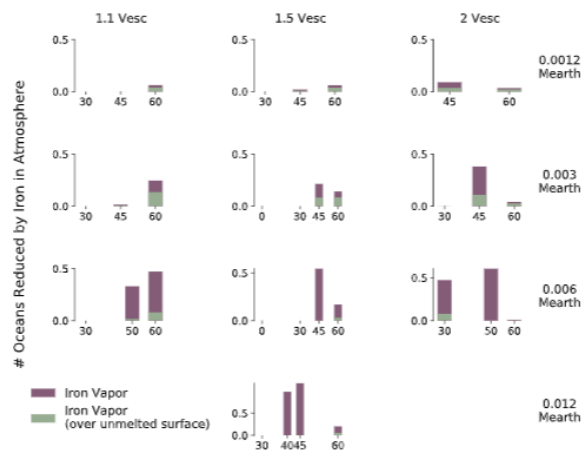 1.1 Vesc
1.5 Vesc
2 Vesc
# Oceans Reduced by Iron in Atmosphere
0.5
0.0
30 45 60
0.5
0.0
30 45 60
0.5
0.0
45 60
0.0012
Mearth
0.5
0.0
30 45 60
0.5
0.0
0 30 45 60
0.5
0.0
30 45 60
0.003
Mearth
0.5
0.0
30 50 60
0.5
0.0
0 30 45 60
0.5
0.0
30 50 60
0.006
Mearth
Iron Vapor
Iron Vapor
(over unmelted surface)
0.5
0.0
30 40 45 60
0.012
Mearth